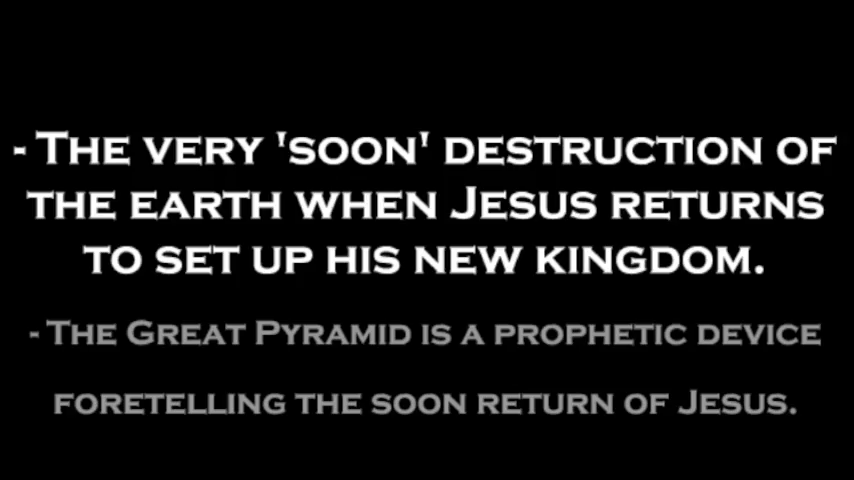 - The very 'soon' destruction of
the earth when Jesus returns
to set up his new kingdom.
- The Great Pyramid is a prophetic device
foretelling the soon return of Jesus.